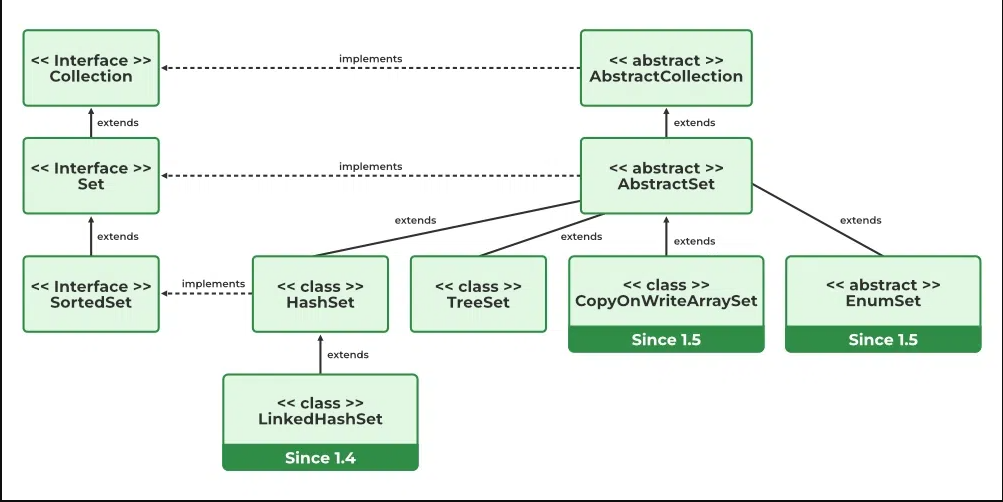 << Interface >>
Collection
implements
<< abstract >>
AbstractCollection
extends
extends
<< Interface >>
Set
implements
<< abstract >>
AbstractSet
extends
extends
extends
extends
extends
<< Interface >>
SortedSet
implements
<< class >>
HashSet
<< class >>
TreeSet
<< class >>
CopyOnWriteArraySet
Since 1.5
<< abstract >>
EnumSet
Since 1.5
extends
<< class >>
LinkedHashSet
Since 1.4